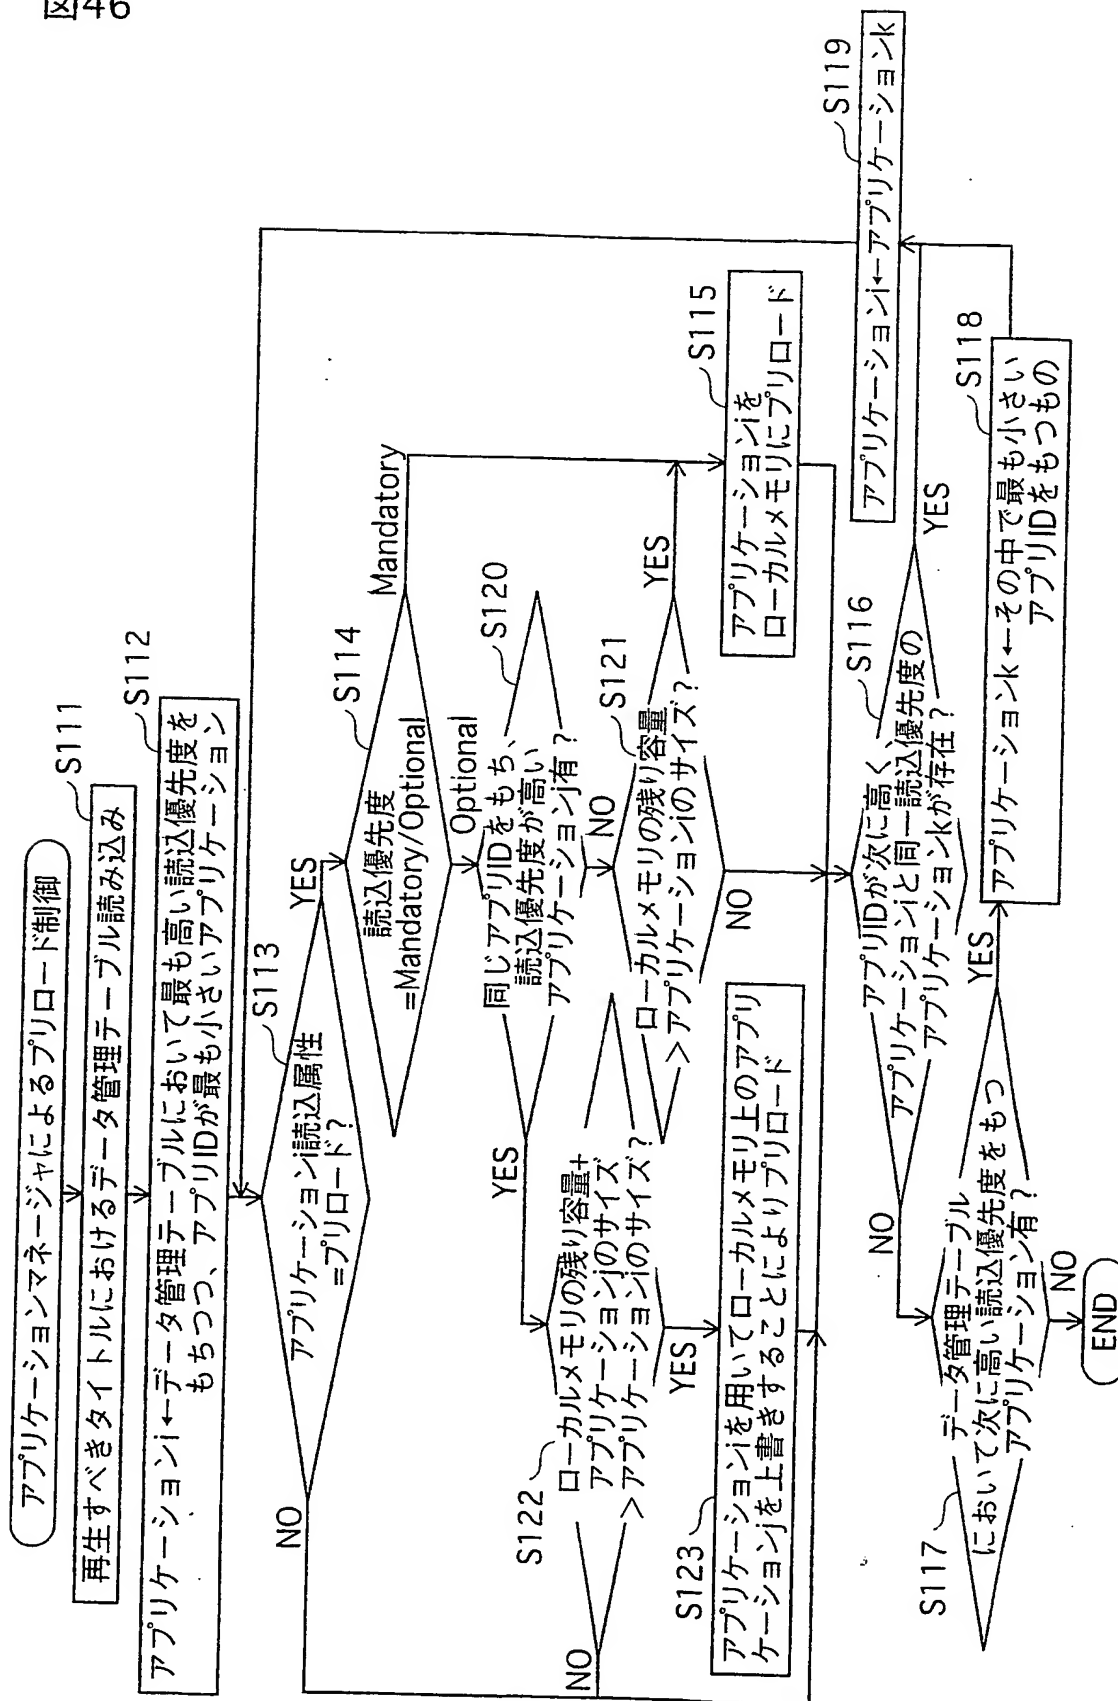 図46
アプリケーションマネージャによるプリロード制御
S111
再生すべきタイトルにおけるデータ管理テーブル読み込み
S112
アプリケーションi←データ管理テーブルにおいて最も高い読込優先度を
もちつつ、アプリIDが最も小さいアプリケーション
S113
アプリケーションi読込属性
=プリロード?
YES
NO
S114
読込優先度
=Mandatory/Optional
Mandatory
Optional
S120
同じアプリIDをもち、
読込優先度が高い
アプリケーションj有?
YES
NO
S121
ローカルメモリの残り容量
>アプリケーションiのサイズ?
YES
NO
S115
アプリケーションiを
ローカルメモリにプリロード
S122
ローカルメモリの残り容量+
アプリケーションjのサイズ
>アプリケーションiのサイズ?
YES
NO
S123
アプリケーションiを用いてローカルメモリ上のアプリ
ケーションjを上書きすることによりプリロード
S116
アプリIDが次に高く、
アプリケーションiと同一読込優先度の
アプリケーションkが存在?
YES
NO
S117
データ管理テーブル
において次に高い読込優先度をもつ
アプリケーション有?
YES
NO
S118
アプリケーションk←その中で最も小さい
アプリIDをもつもの
S119
アプリケーションi←アプリケーションk
END